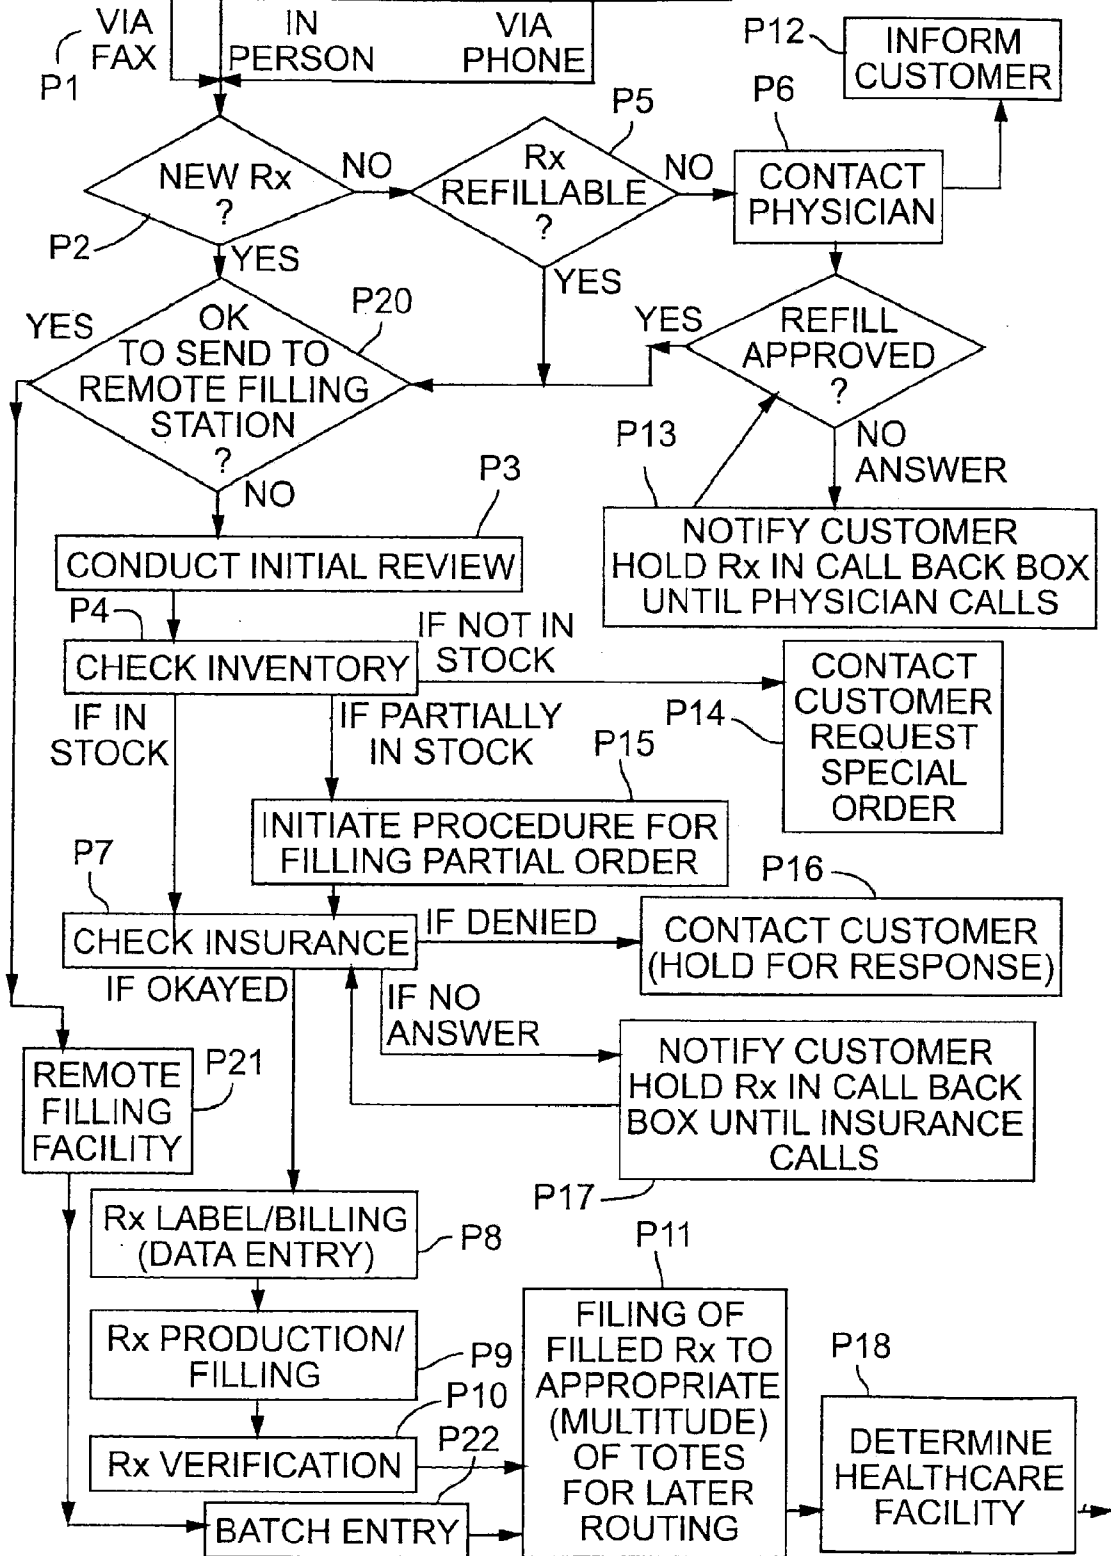 VIA
FAX
IN
PERSON
VIA
PHONE
P1
P12
INFORM
CUSTOMER
P5
P6
NEW Rx
?
NO
Rx
REFILLABLE
?
NO
CONTACT
PHYSICIAN
P2
YES
YES
P20
YES
OK
TO SEND TO
REMOTE FILLING
STATION
?
YES
REFILL
APPROVED
?
P13
NO
ANSWER
NO
P3
CONDUCT INITIAL REVIEW
NOTIFY CUSTOMER
HOLD Rx IN CALL BACK BOX
UNTIL PHYSICIAN CALLS
P4
CHECK INVENTORY
IF NOT IN
STOCK
CONTACT
CUSTOMER
REQUEST
SPECIAL
ORDER
P14
IF IN
STOCK
IF PARTIALLY
IN STOCK
P15
INITIATE PROCEDURE FOR
FILLING PARTIAL ORDER
P7
P16
CHECK INSURANCE
IF DENIED
CONTACT CUSTOMER
(HOLD FOR RESPONSE)
IF OKAYED
IF NO
ANSWER
NOTIFY CUSTOMER
HOLD Rx IN CALL BACK
BOX UNTIL INSURANCE
CALLS
P17
REMOTE
FILLING
FACILITY
P21
Rx LABEL/BILLING
(DATA ENTRY)
P8
P11
Rx PRODUCTION/
FILLING
P9
P10
Rx VERIFICATION
P22
BATCH ENTRY
FILING OF
FILLED Rx TO
APPROPRIATE
(MULTITUDE)
OF TOTES
FOR LATER
ROUTING
P18
DETERMINE
HEALTHCARE
FACILITY